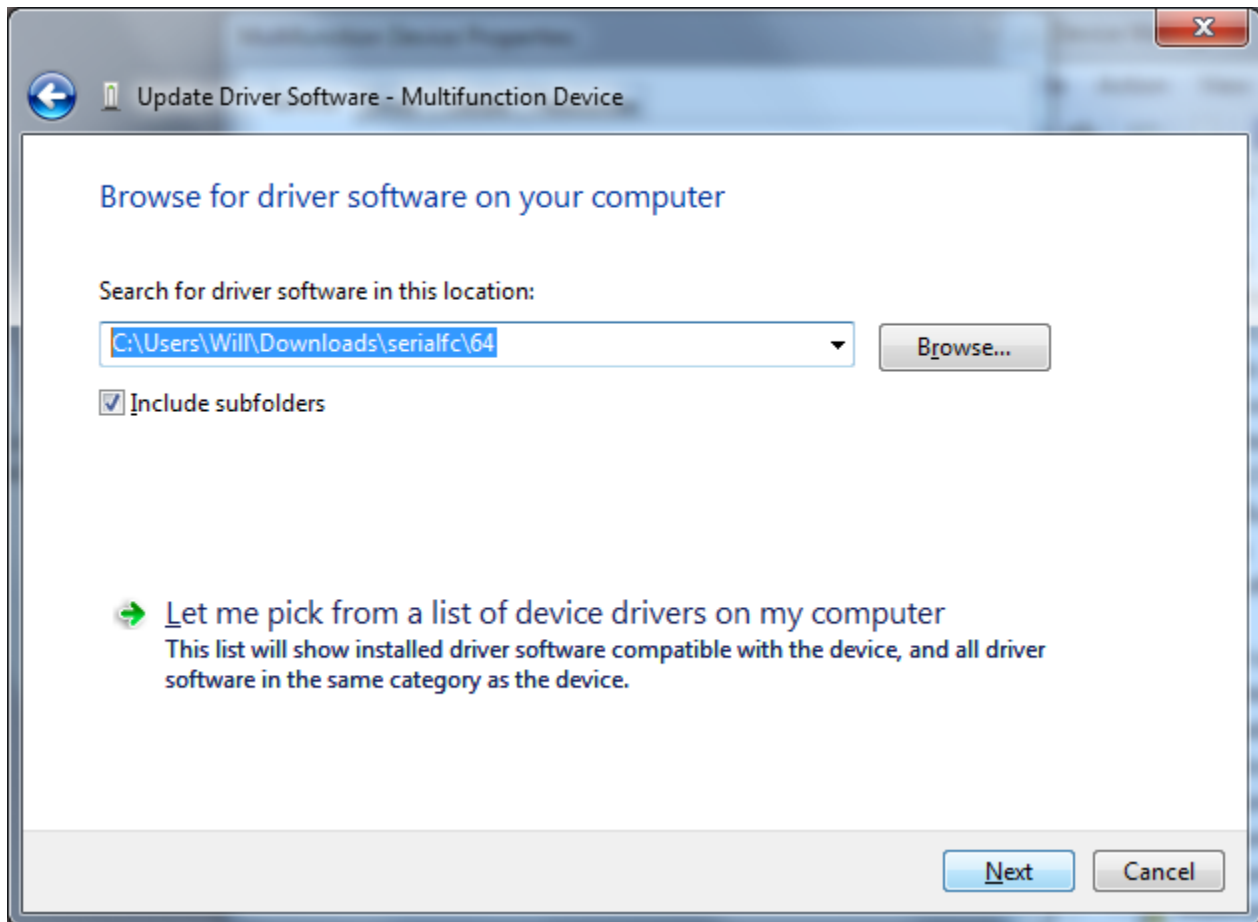 Multifunction Device Properties
Update Driver Software - Multifunction Device
Browse for driver software on your computer
Search for driver software in this location:
C:\Users\Will\Downloads\serialfc\64
Browse...
Include subfolders
Let me pick from a list of device drivers on my computer
This list will show installed driver software compatible with the device, and all driver
software in the same category as the device.
Next
Cancel